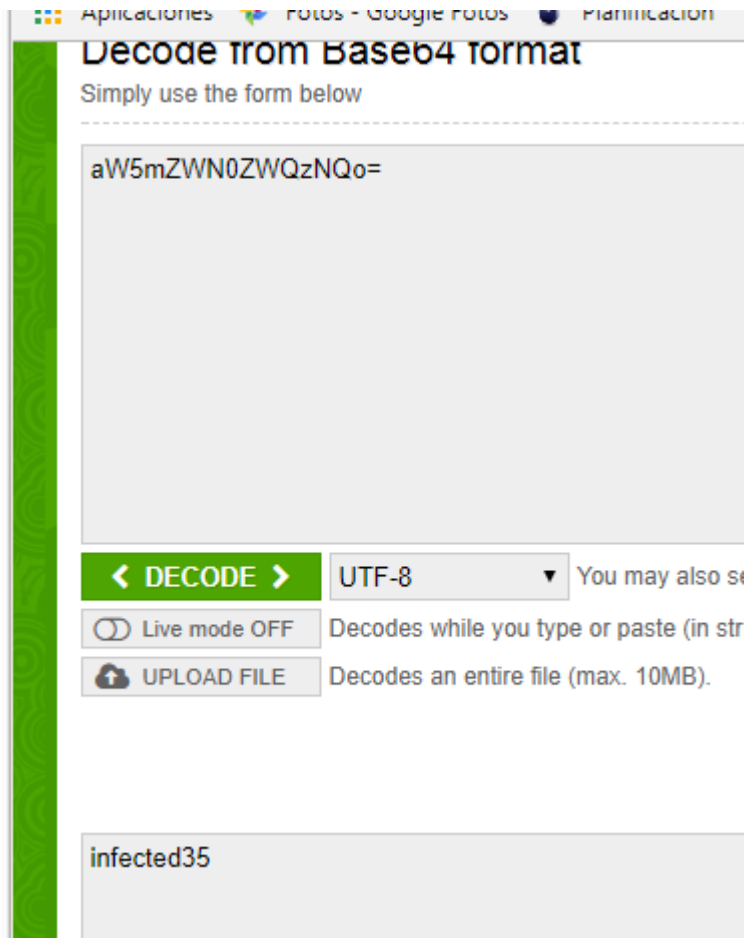 Aplicaciones Fotos - Google Fotos Planificación
Decode from Base64 format
Simply use the form below
aW5mZWN0ZWQzNQo=
< DECODE > UTF-8 You may also se
Live mode OFF Decodes while you type or paste (in str
UPLOAD FILE Decodes an entire file (max. 10MB).
infected35